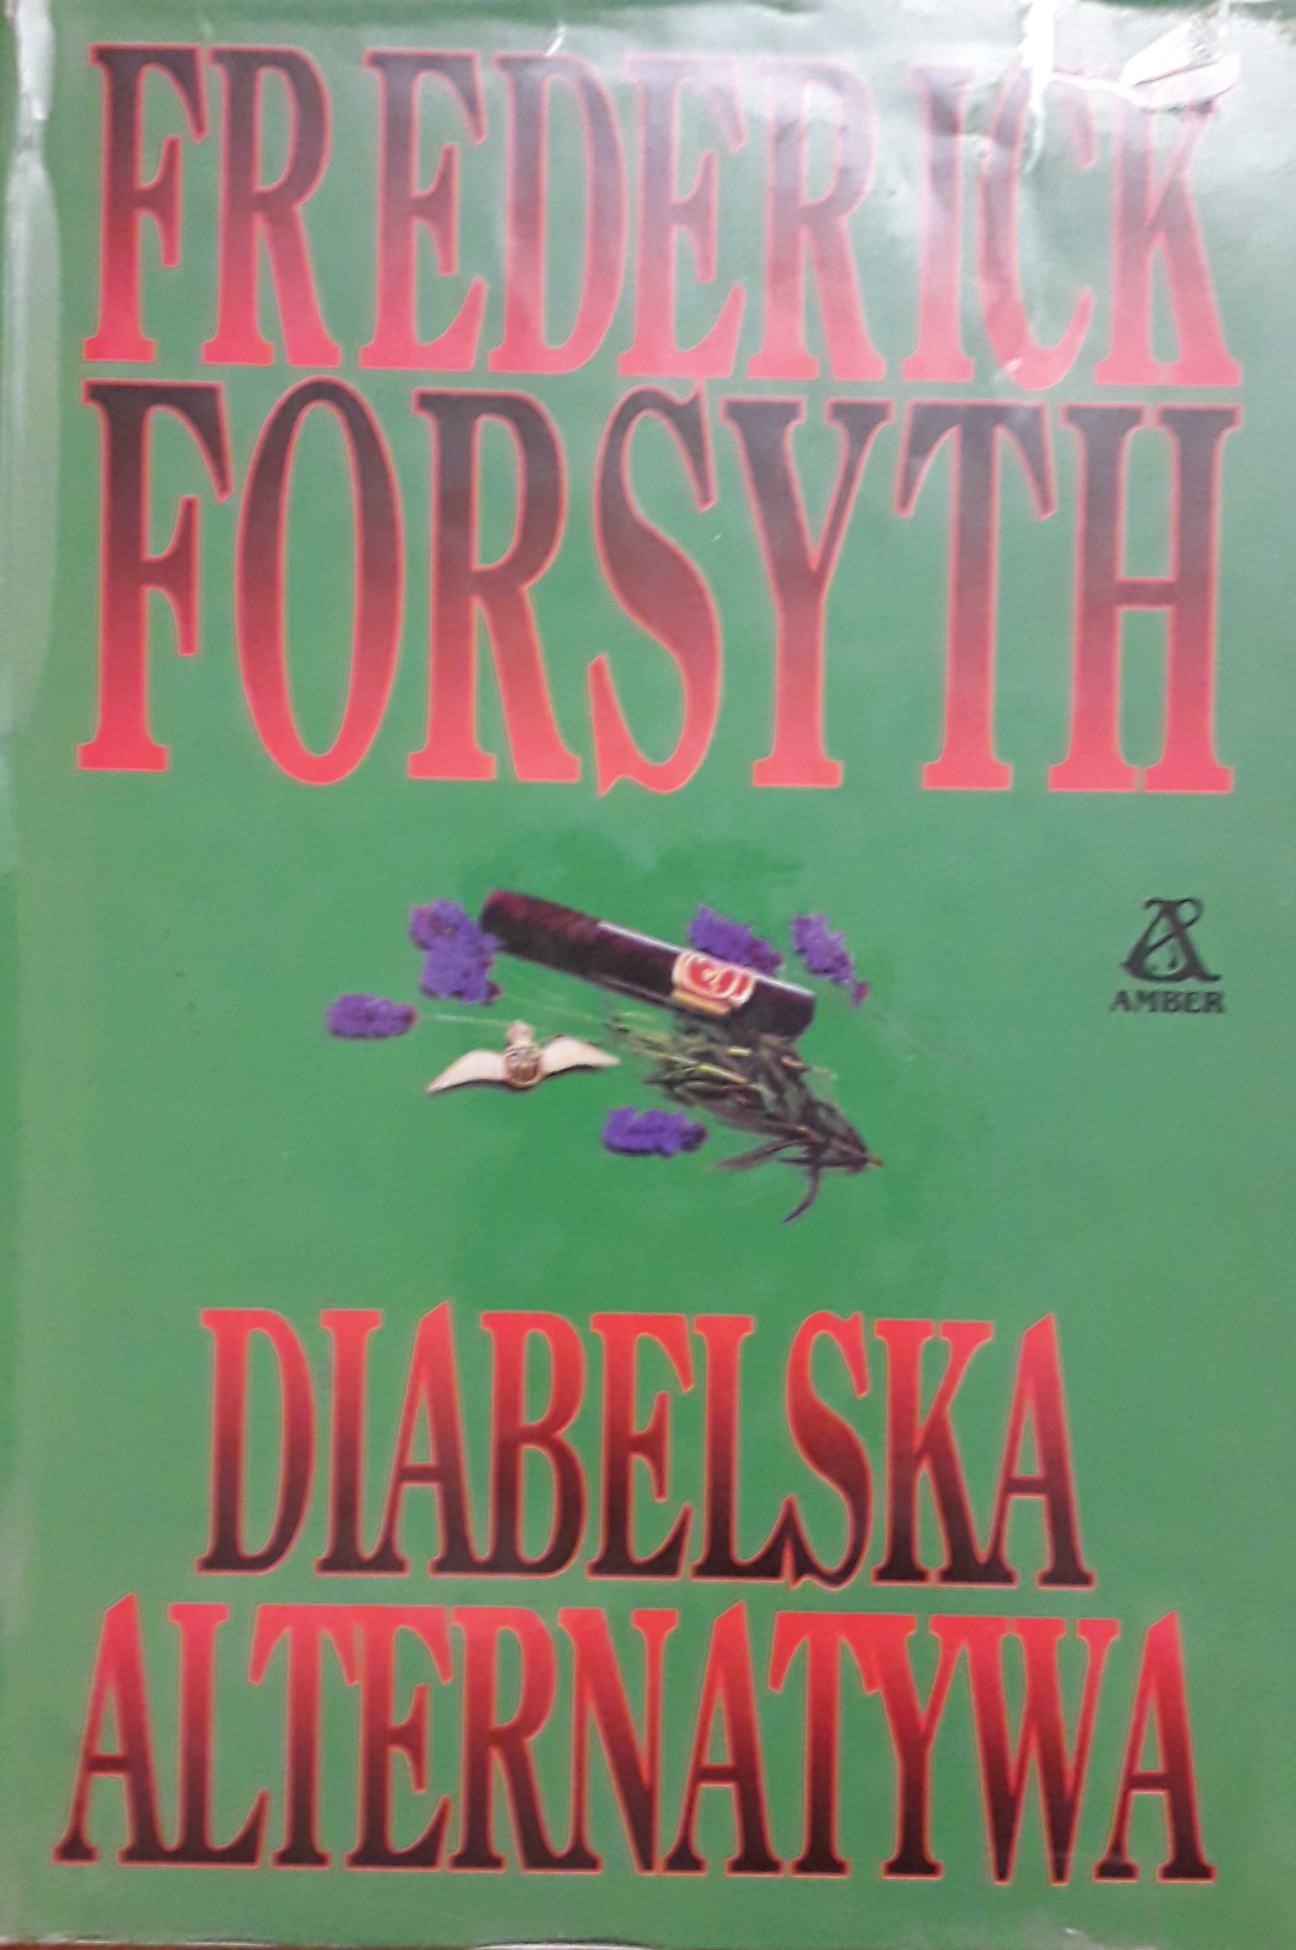 FREDERICK
FORSYTH
AMBER
DIABELSKA
ALTERNATYWA